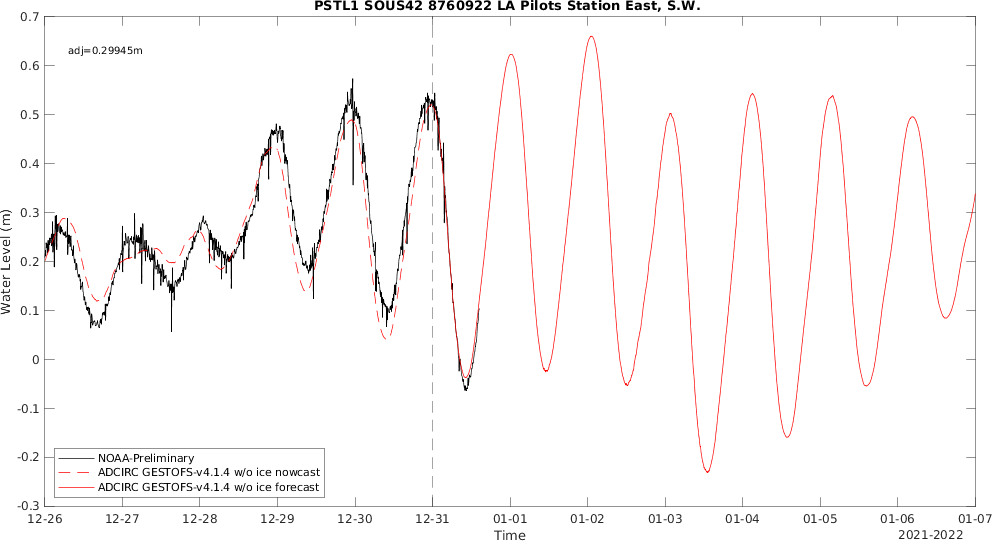 PSTL1 SOUS42 8760922 LA Pilots Station East, S.W.
adj=0.29945m
0.7
0.6
0.5
0.4
0.3
0.2
0.1
0
-0.1
-0.2
-0.3
Water Level (m)
NOAA-Preliminary
ADCIRC GESTOFS-v4.1.4 w/o ice nowcast
ADCIRC GESTOFS-v4.1.4 w/o ice forecast
12-26 12-27 12-28 12-29 12-30 12-31 01-01 01-02 01-03 01-04 01-05 01-06 01-07
Time
2021-2022